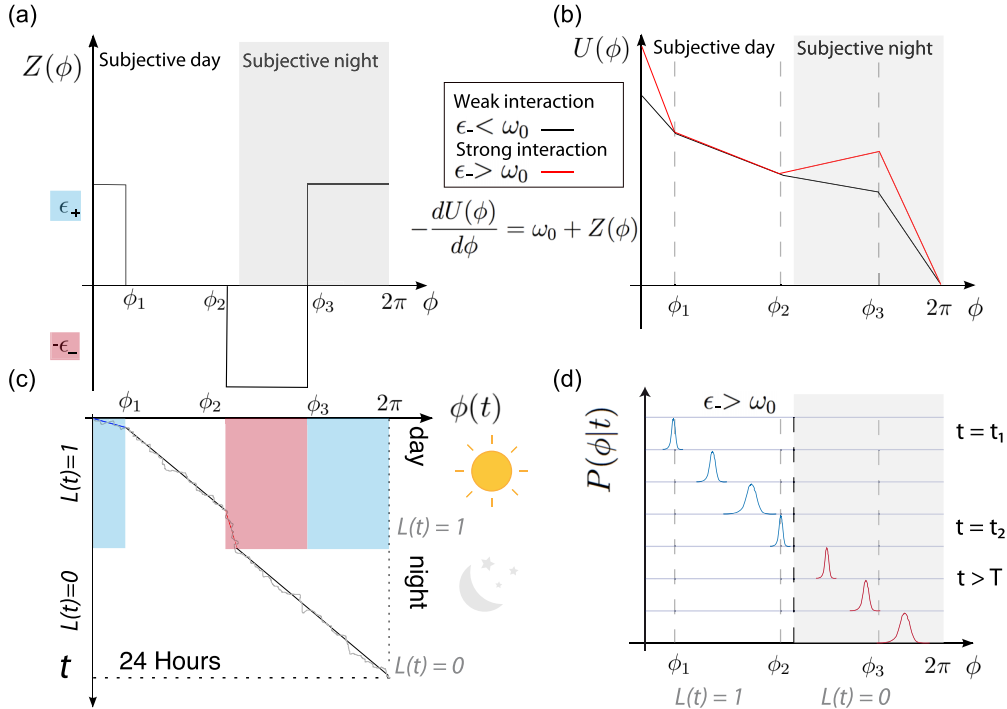 (a)
Z(ϕ)
Subjective day
Subjective night
ϵ+
ϕ1
ϕ2
ϕ3
2π
ϕ
-ϵ-
(b)
U(ϕ)
Subjective day
Subjective night
Weak interaction
ϵ-< ω0
Strong interaction
ϵ-> ω0
-dU(ϕ)/dϕ = ω0 + Z(ϕ)
ϕ1
ϕ2
ϕ3
2π
ϕ
(c)
ϕ1
ϕ2
ϕ3
2π
ϕ(t)
L(t)=1
day
L(t) = 1
L(t)=0
night
t
24 Hours
L(t) = 0
(d)
ϵ-> ω0
P(ϕ|t)
t = t1
t = t2
t > T
ϕ1
ϕ2
ϕ3
2π
ϕ
L(t) = 1
L(t) = 0